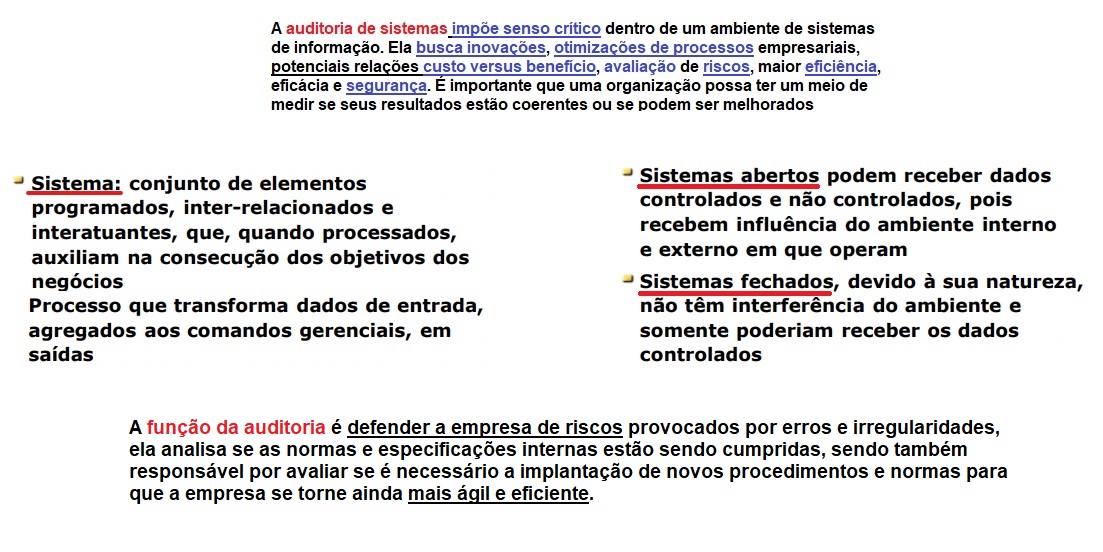 A auditoria de sistemas impõe senso crítico dentro de um ambiente de sistemas
de informação. Ela busca inovações, otimizações de processos empresariais,
potenciais relações custo versus benefício, avaliação de riscos, maior eficiência,
eficácia e segurança. É importante que uma organização possa ter um meio de
medir se seus resultados estão coerentes ou se podem ser melhorados
Sistema: conjunto de elementos
programados, inter-relacionados e
interatuantes, que, quando processados,
auxiliam na consecução dos objetivos dos
negócios
Processo que transforma dados de entrada,
agregados aos comandos gerenciais, em
saídas
Sistemas abertos podem receber dados
controlados e não controlados, pois
recebem influência do ambiente interno
e externo em que operam
Sistemas fechados, devido à sua natureza,
não têm interferência do ambiente e
somente poderiam receber os dados
controlados
A função da auditoria é defender a empresa de riscos provocados por erros e irregularidades,
ela analisa se as normas e especificações internas estão sendo cumpridas, sendo também
responsável por avaliar se é necessário a implantação de novos procedimentos e normas para
que a empresa se torne ainda mais ágil e eficiente.